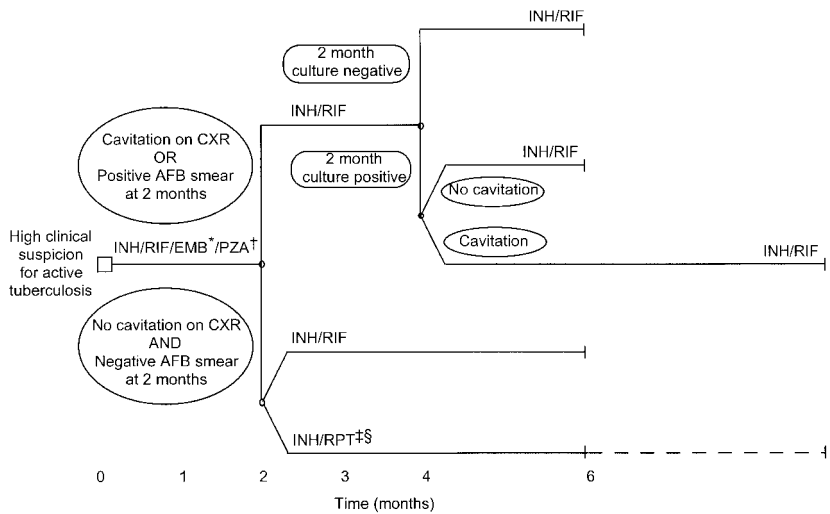 INH/RIF
2 month
culture negative
INH/RIF
Cavitation on CXR
OR
Positive AFB smear
at 2 months
2 month
culture positive
INH/RIF
No cavitation
Cavitation
INH/RIF
High clinical
suspicion
for active
tuberculosis
INH/RIF/EMB*/PZA†
No cavitation on CXR
AND
Negative AFB smear
at 2 months
INH/RIF
INH/RPT‡§
0 1 2 3 4 6
Time (months)